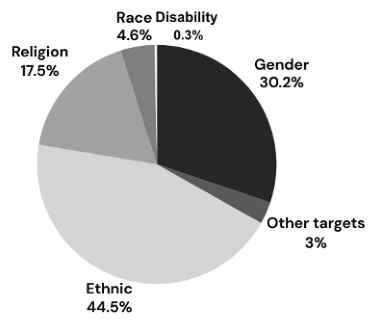 Race
4.6%
Disability
0.3%
Gender
30.2%
Other targets
3%
Ethnic
44.5%
Religion
17.5%